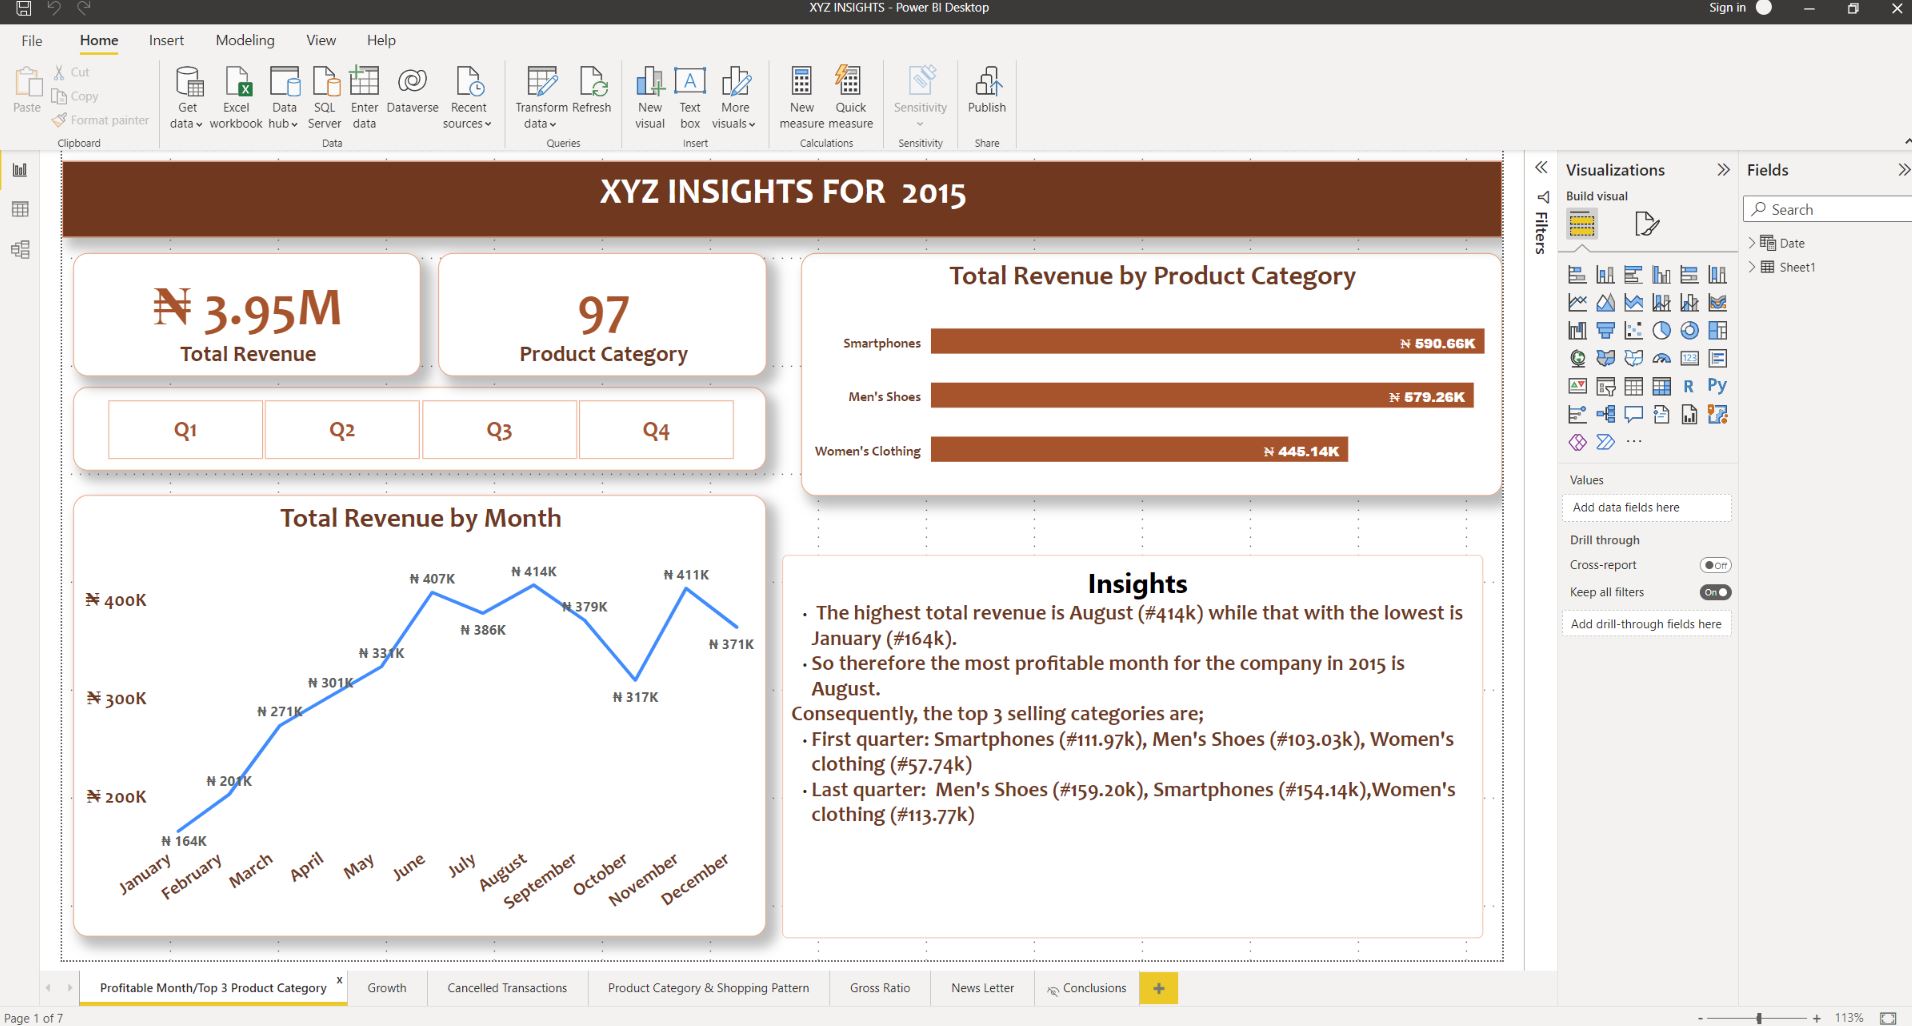 XYZ INSIGHTS - Power BI Desktop
Sign in
File
Home
Insert
Modeling
View
Help
Paste
Cut
Copy
Format painter
Clipboard
Get data
Excel workbook
Data hub
SQL Server
Enter data
Dataverse
Recent sources
Data
Transform data
Refresh
Queries
New visual
Text box
More visuals
Insert
New measure
Quick measure
Calculations
Sensitivity
Sensitivity
Publish
Share
XYZ INSIGHTS FOR 2015
₦ 3.95M
Total Revenue
97
Product Category
Q1
Q2
Q3
Q4
Total Revenue by Product Category
Smartphones
₦ 590.66K
Men's Shoes
₦ 579.26K
Women's Clothing
₦ 445.14K
Total Revenue by Month
₦ 400K
₦ 300K
₦ 200K
₦ 164K
₦ 201K
₦ 271K
₦ 301K
₦ 331K
₦ 407K
₦ 386K
₦ 414K
₦ 379K
₦ 317K
₦ 411K
₦ 371K
January
February
March
April
May
June
July
August
September
October
November
December
Insights
· The highest total revenue is August (#414k) while that with the lowest is
January (#164k).
· So therefore the most profitable month for the company in 2015 is
August.
Consequently, the top 3 selling categories are;
· First quarter: Smartphones (#111.97k), Men's Shoes (#103.03k), Women's
clothing (#57.74k)
· Last quarter: Men's Shoes (#159.20k), Smartphones (#154.14k),Women's
clothing (#113.77k)
Filters
Visualizations
Build visual
123
R
Py
Values
Add data fields here
Drill through
Cross-report
Off
Keep all filters
On
Add drill-through fields here
Fields
Search
Date
Sheet1
Profitable Month/Top 3 Product Category
x
Growth
Cancelled Transactions
Product Category & Shopping Pattern
Gross Ratio
News Letter
Conclusions
+
Page 1 of 7
- + 113%